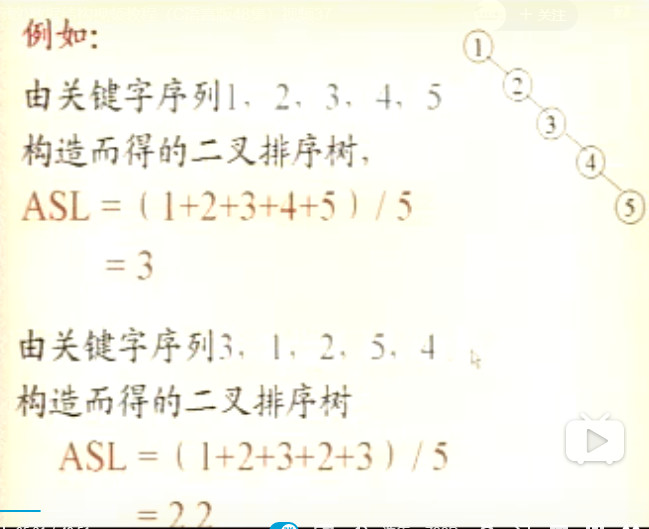 + 关注
例如:
1
2
3
4
5
由关键字序列1、2、3、4、5
构造而得的二叉排序树,
ASL = ( 1+2+3+4+5 ) / 5
= 3
由关键字序列3、1、2、5、4
构造而得的二叉排序树
ASL = ( 1+2+3+2+3 ) / 5
= 2.2